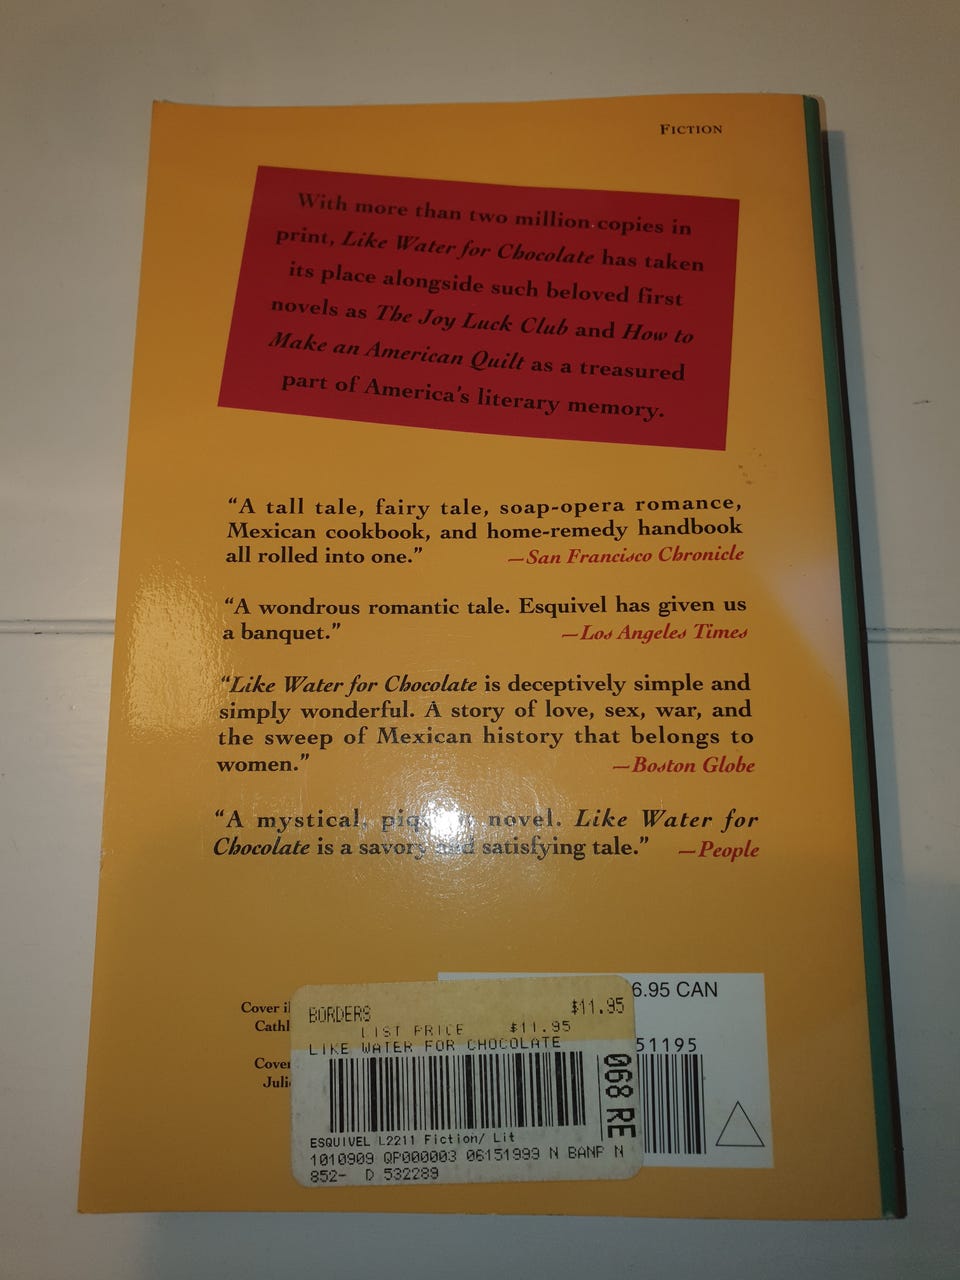 FICTION
With more than two million copies in
print, Like Water for Chocolate has taken
its place alongside such beloved first
novels as The Joy Luck Club and How to
Make an American Quilt as a treasured
part of America's literary memory.
“A tall tale, fairy tale, soap-opera romance,
Mexican cookbook, and home-remedy handbook
all rolled into one.” —San Francisco Chronicle
“A wondrous romantic tale. Esquivel has given us
a banquet.” —Los Angeles Times
“Like Water for Chocolate is deceptively simple and
simply wonderful. A story of love, sex, war, and
the sweep of Mexican history that belongs to
women.” —Boston Globe
“A mystical, novel. Like Water for
Chocolate is a savory and satisfying tale.” —People
Cover
Cover
6.95 CAN
51195
BORDERS $11.95
LIST PRICE $11.95
LIKE WATER FOR CHOCOLATE
068 RE
ESQUIVEL L2211 Fiction/ Lit
1010909 QP000003 06151999 N BANP N
852- D 532289